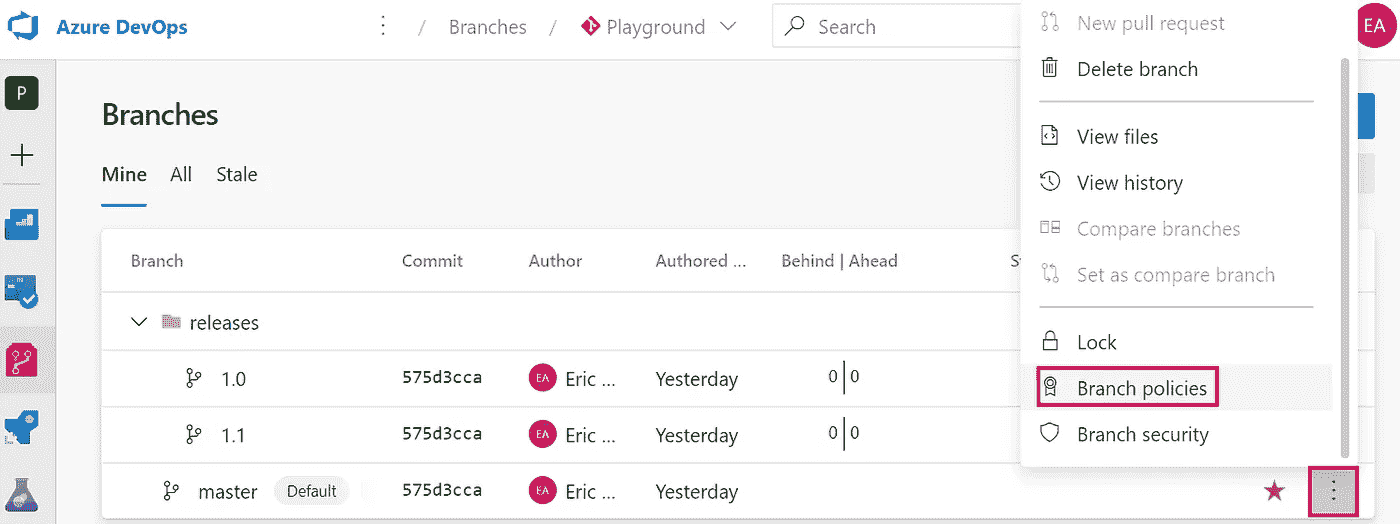 Azure DevOps / Branches / Playground Search EA
New pull request
P
Delete branch
Branches
View files
Mine All Stale
View history
Compare branches
Branch Commit Author Authored ... Behind | Ahead
Set as compare branch
releases
Lock
1.0 575d3cca EA Eric ... Yesterday 0 0
Branch policies
1.1 575d3cca EA Eric ... Yesterday 0 0
Branch security
master Default 575d3cca EA Eric ... Yesterday